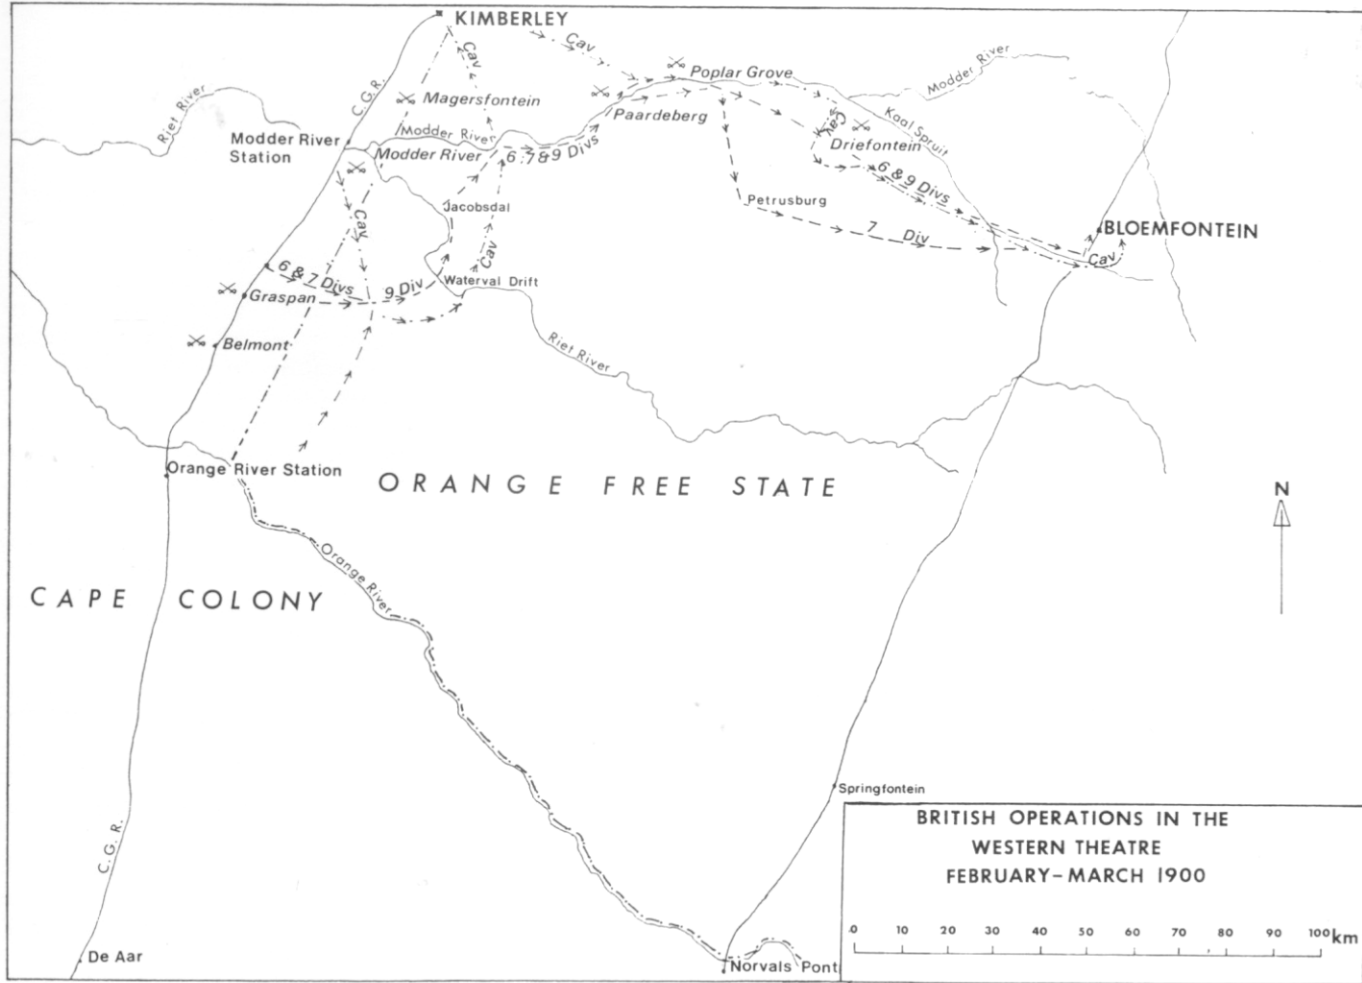 KIMBERLEY
Cav
Cav
C.G.R.
Riet River
Magersfontein
Poplar Grove
Modder River
Paardeberg
Kaal Spruit
Cav
Driefontein
Modder River
Station
Modder River
Modder River
6 7 & 9 Divs
6 & 9 Divs
Jacobsdal
Petrusburg
Cav
7 Div
BLOEMFONTEIN
Cav
Cav
6 & 7 Divs
9 Div
Waterval Drift
Graspan
Belmont
Riet River
Orange River Station
ORANGE FREE STATE
N
Orange River
CAPE COLONY
Springfontein
C.G.R.
De Aar
Norvals Pont
BRITISH OPERATIONS IN THE
WESTERN THEATRE
FEBRUARY-MARCH 1900
0 10 20 30 40 50 60 70 80 90 100 km